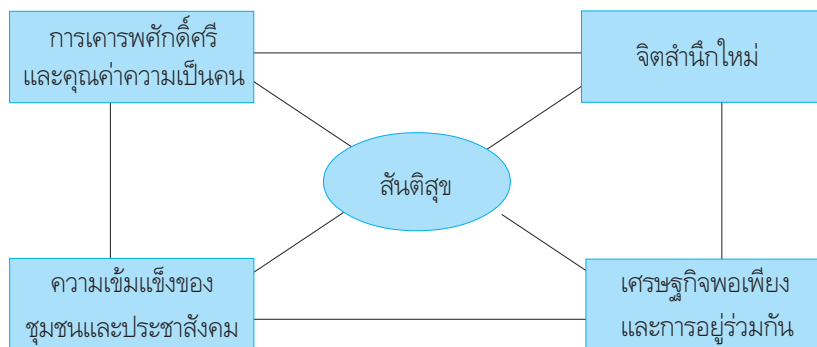 การเคารพศักดิ์ศรี
และคุณค่าความเป็นคน
จิตสำนึกใหม่
สันติสุข
ความเข้มแข็งของ
ชุมชนและประชาสังคม
เศรษฐกิจพอเพียง
และการอยู่ร่วมกัน